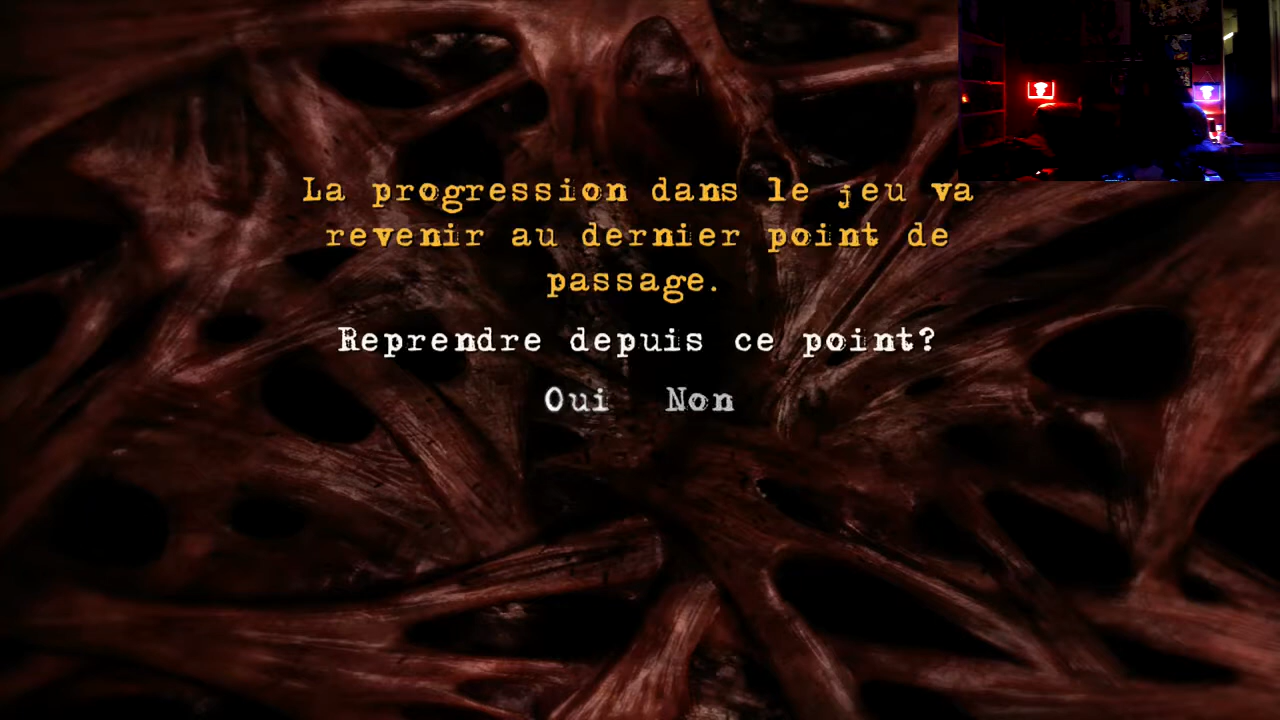 La progression dans le jeu va
revenir au dernier point de
passage.
Reprendre depuis ce point?
Oui Non